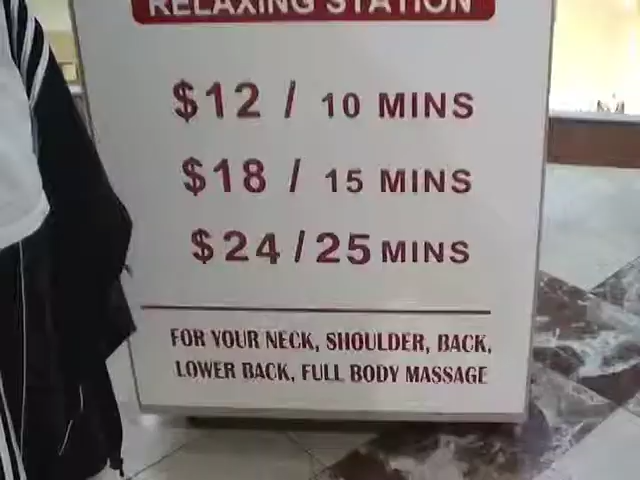 RELAXING STATION
$12 / 10 MINS
$18 / 15 MINS
$24 / 25 MINS
FOR YOUR NECK, SHOULDER, BACK,
LOWER BACK, FULL BODY MASSAGE